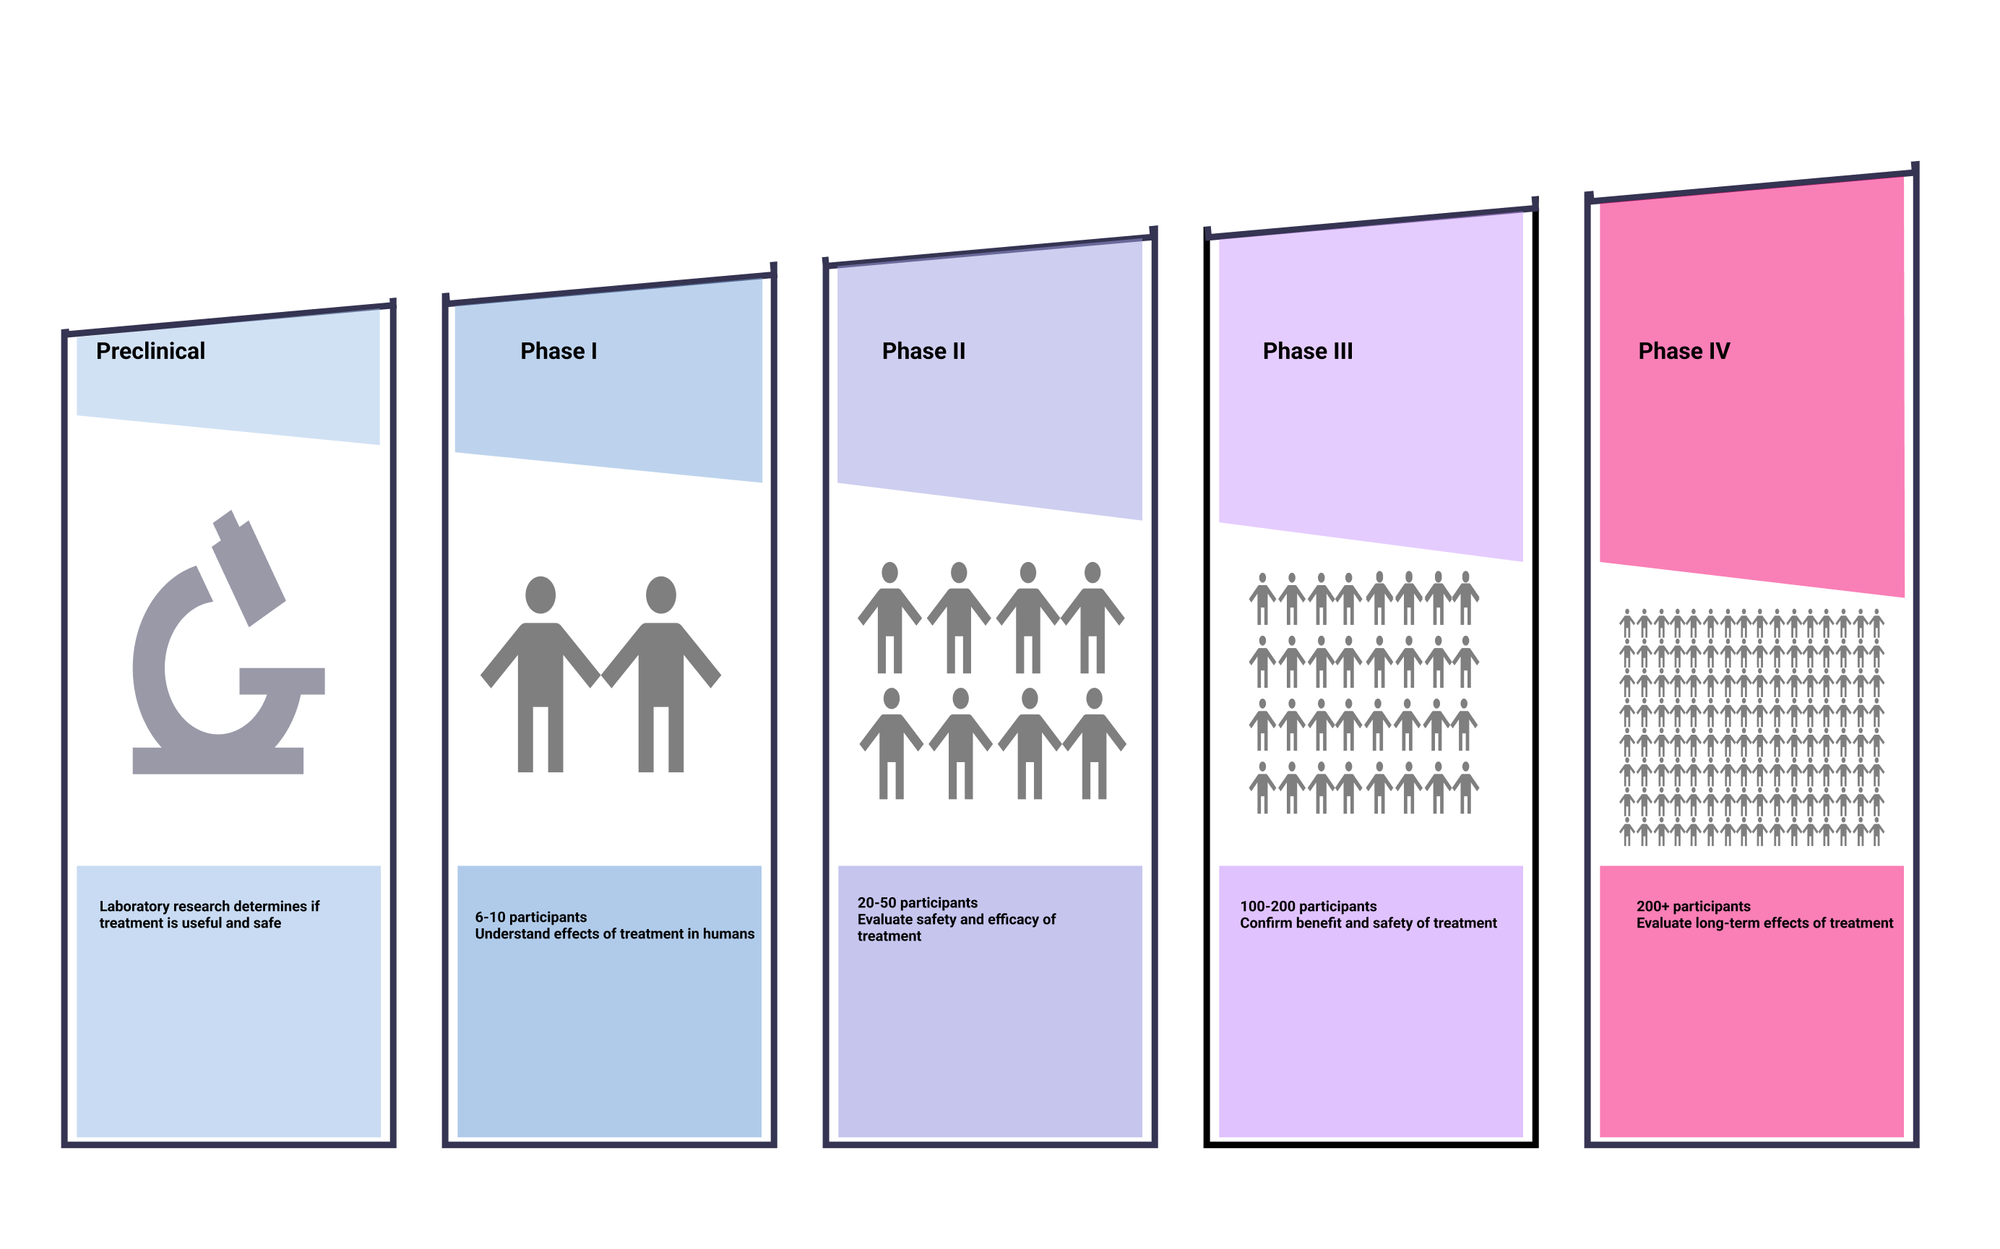 Preclinical
Phase I
Phase II
Phase III
Phase IV
Laboratory research determines if
treatment is useful and safe
6-10 participants
Understand effects of treatment in humans
20-50 participants
Evaluate safety and efficacy of
treatment
100-200 participants
Confirm benefit and safety of treatment
200+ participants
Evaluate long-term effects of treatment